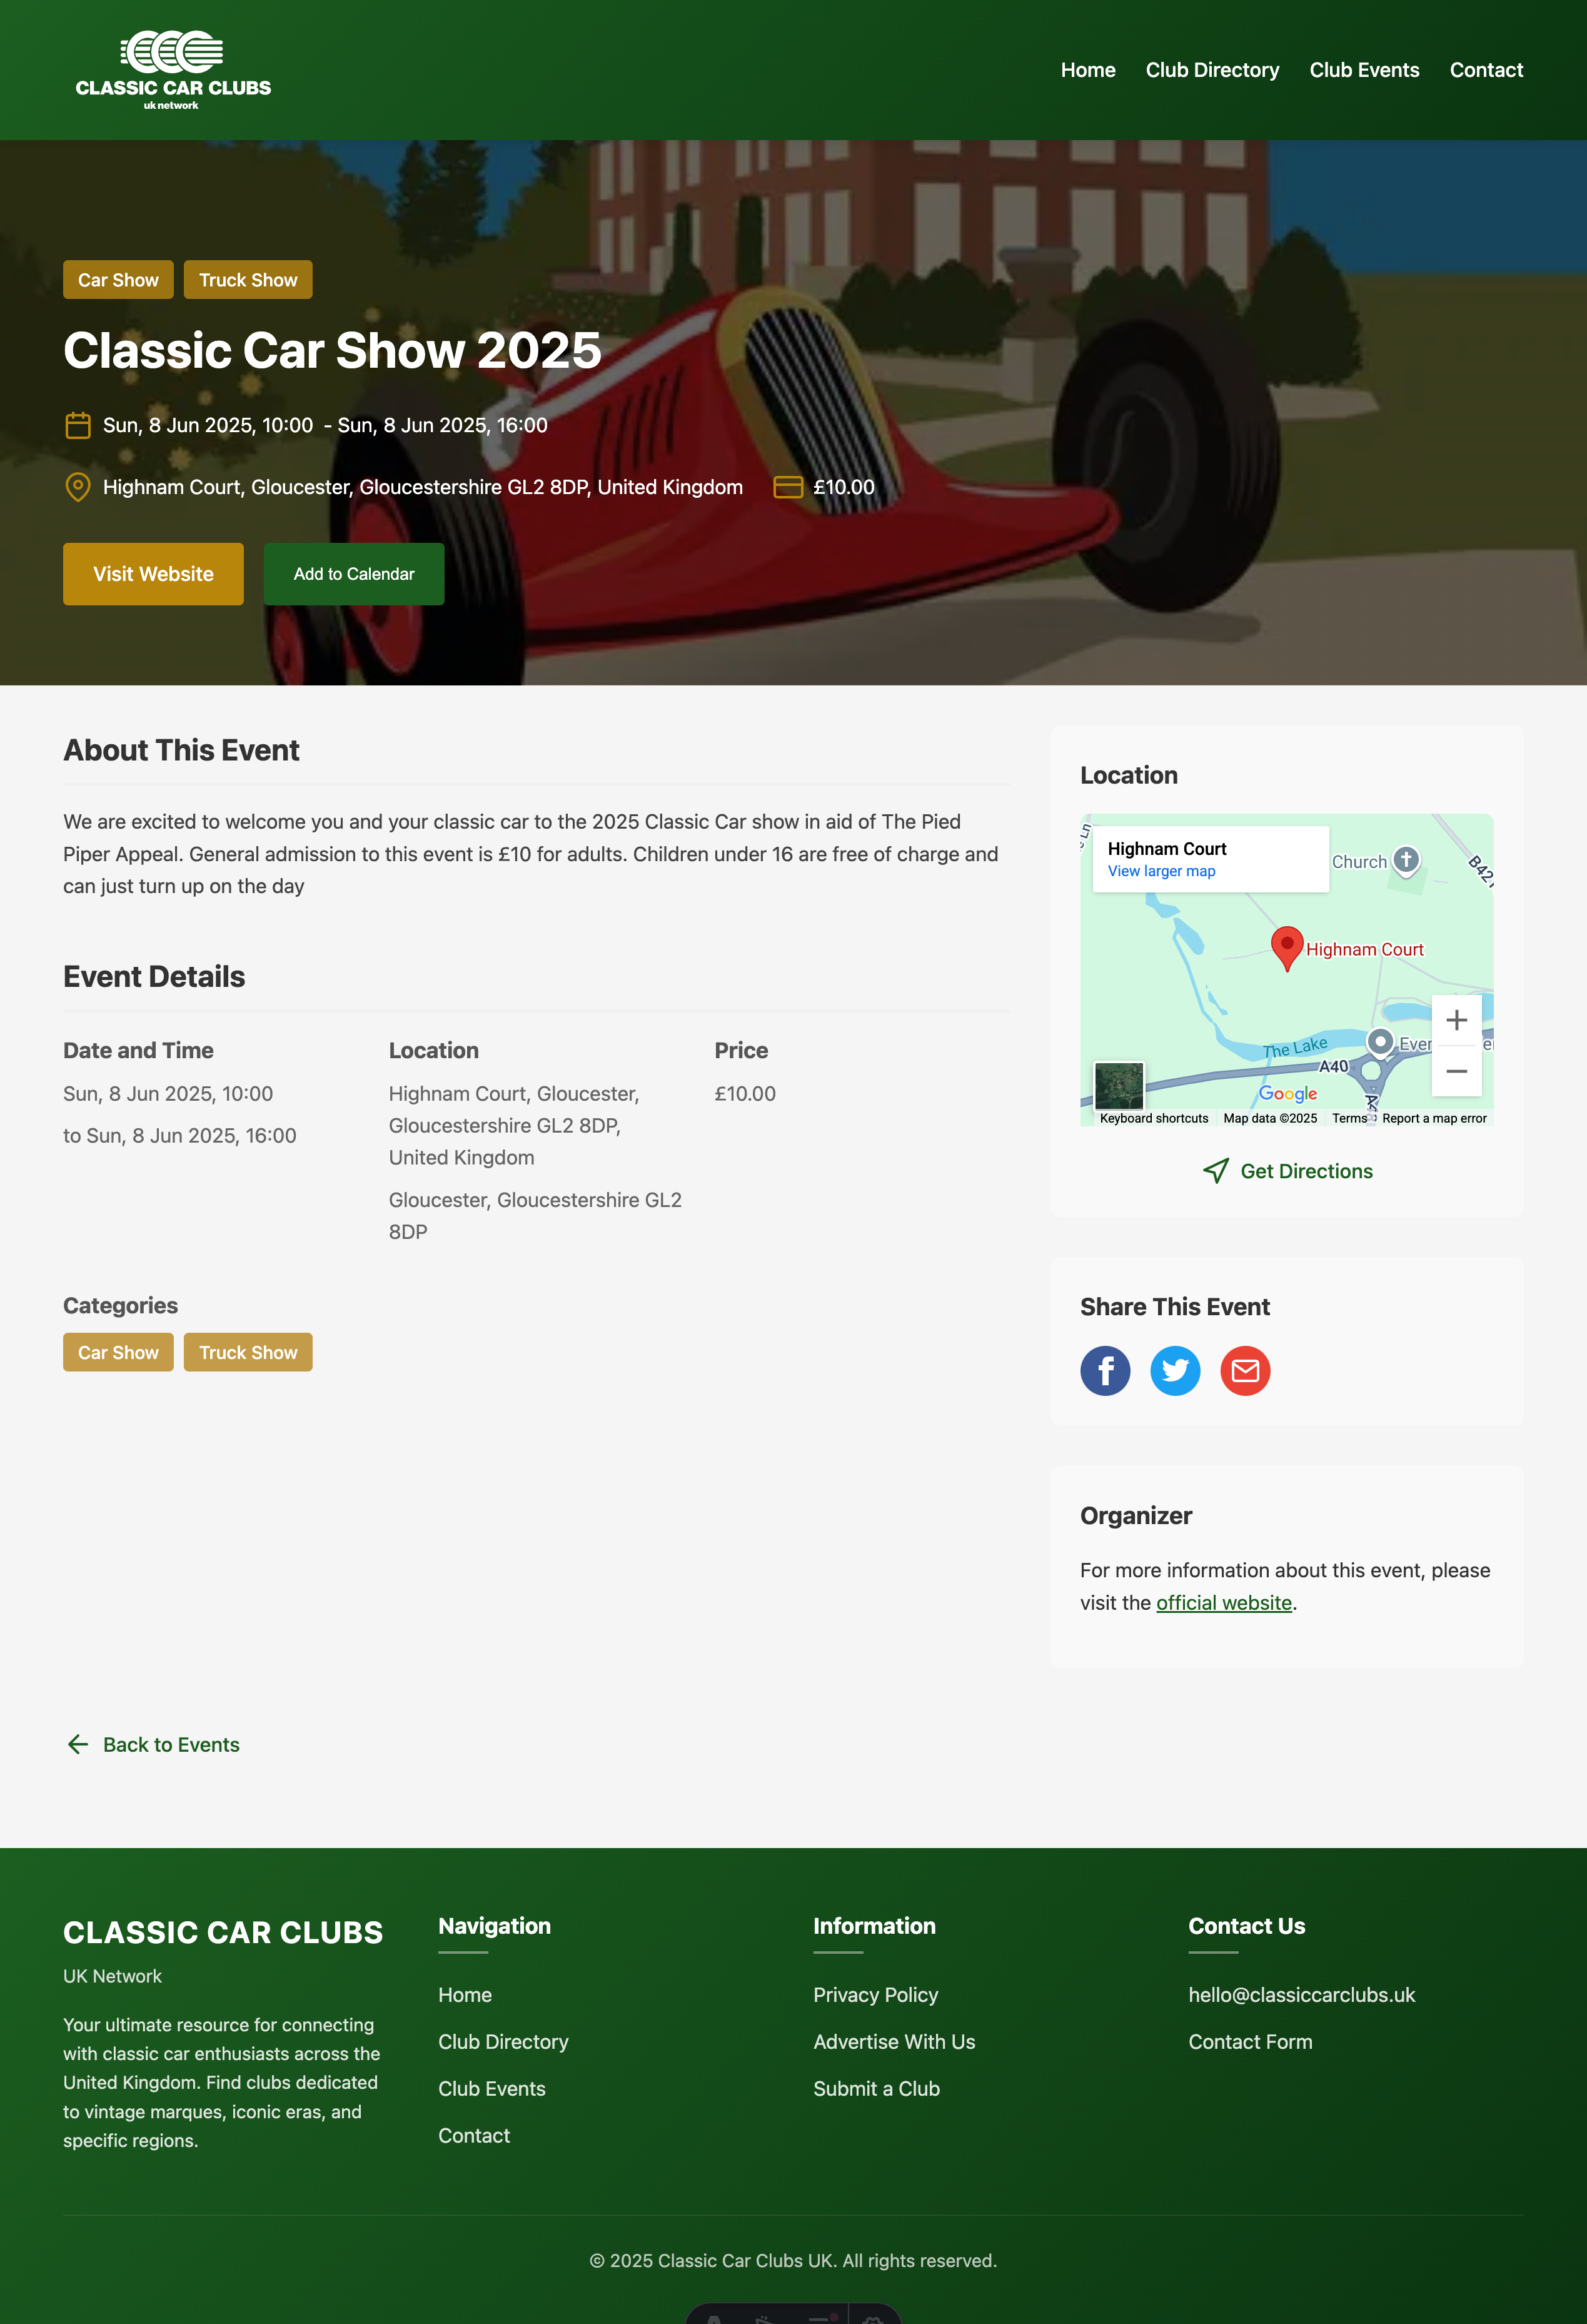 CLASSIC CAR CLUBS
uk network
Home
Club Directory
Club Events
Contact
Car Show
Truck Show
Classic Car Show 2025
Sun, 8 Jun 2025, 10:00 - Sun, 8 Jun 2025, 16:00
Highnam Court, Gloucester, Gloucestershire GL2 8DP, United Kingdom
£10.00
Visit Website
Add to Calendar
About This Event
We are excited to welcome you and your classic car to the 2025 Classic Car show in aid of The Pied
Piper Appeal. General admission to this event is £10 for adults. Children under 16 are free of charge and
can just turn up on the day
Event Details
Date and Time
Sun, 8 Jun 2025, 10:00
to Sun, 8 Jun 2025, 16:00
Location
Highnam Court, Gloucester,
Gloucestershire GL2 8DP,
United Kingdom
Gloucester, Gloucestershire GL2
8DP
Price
£10.00
Categories
Car Show
Truck Show
Location
Highnam Court
View larger map
Church
Highnam Court
The Lake
A40
Google
Keyboard shortcuts
Map data ©2025
Terms
Report a map error
Get Directions
Share This Event
Organizer
For more information about this event, please
visit the official website.
Back to Events
CLASSIC CAR CLUBS
UK Network
Your ultimate resource for connecting
with classic car enthusiasts across the
United Kingdom. Find clubs dedicated
to vintage marques, iconic eras, and
specific regions.
Navigation
Home
Club Directory
Club Events
Contact
Information
Privacy Policy
Advertise With Us
Submit a Club
Contact Us
hello@classiccarclubs.uk
Contact Form
© 2025 Classic Car Clubs UK. All rights reserved.